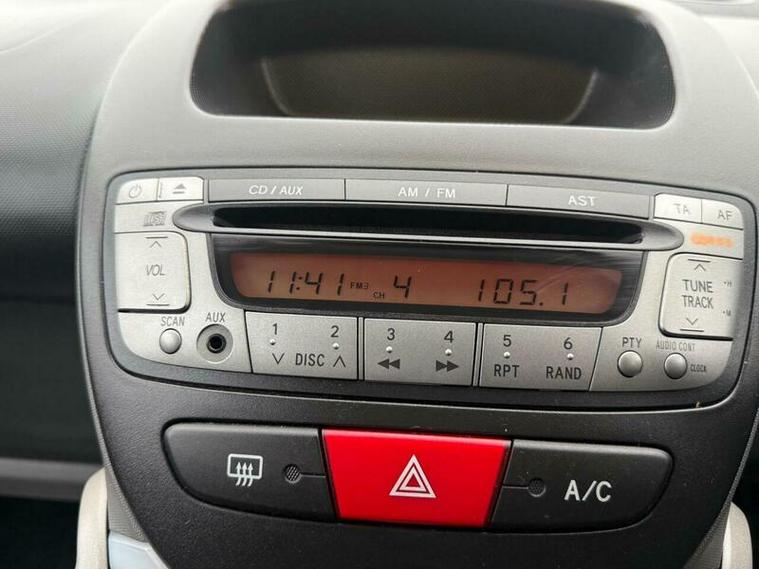 CD / AUX AM / FM AST TA AF
VOL
11:41 FM3 CH 4 105.1
TUNE
TRACK
H
M
SCAN AUX
1 2 3 4 5 6
DISC RPT RAND
PTY AUDIO CONT
CLOCK
A/C